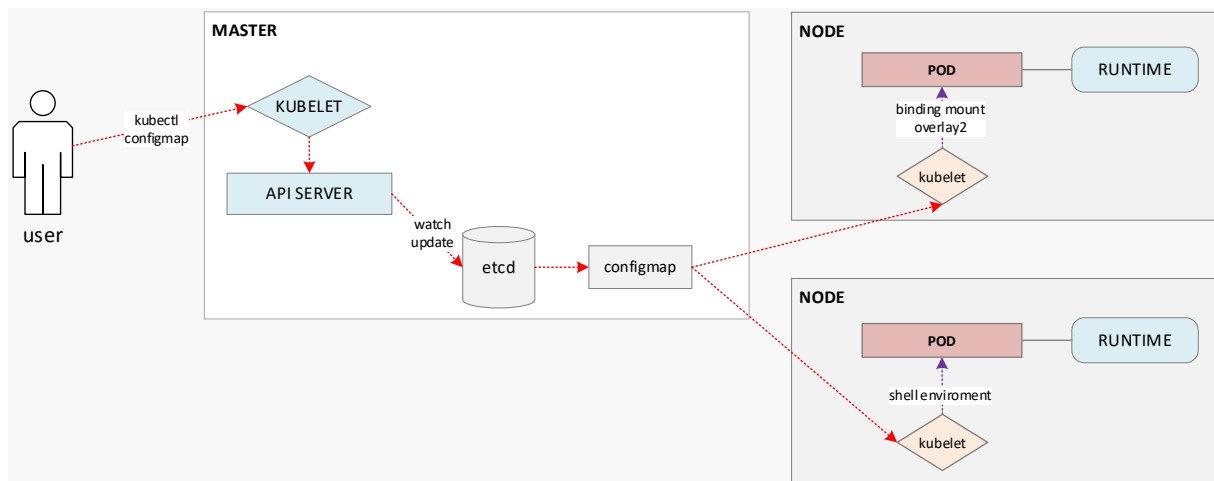 MASTER
KUBELET
kubectl
configmap
user
API SERVER
watch
update
etcd
configmap
NODE
POD
RUNTIME
binding mount
overlay2
kubelet
NODE
POD
RUNTIME
shell enviroment
kubelet